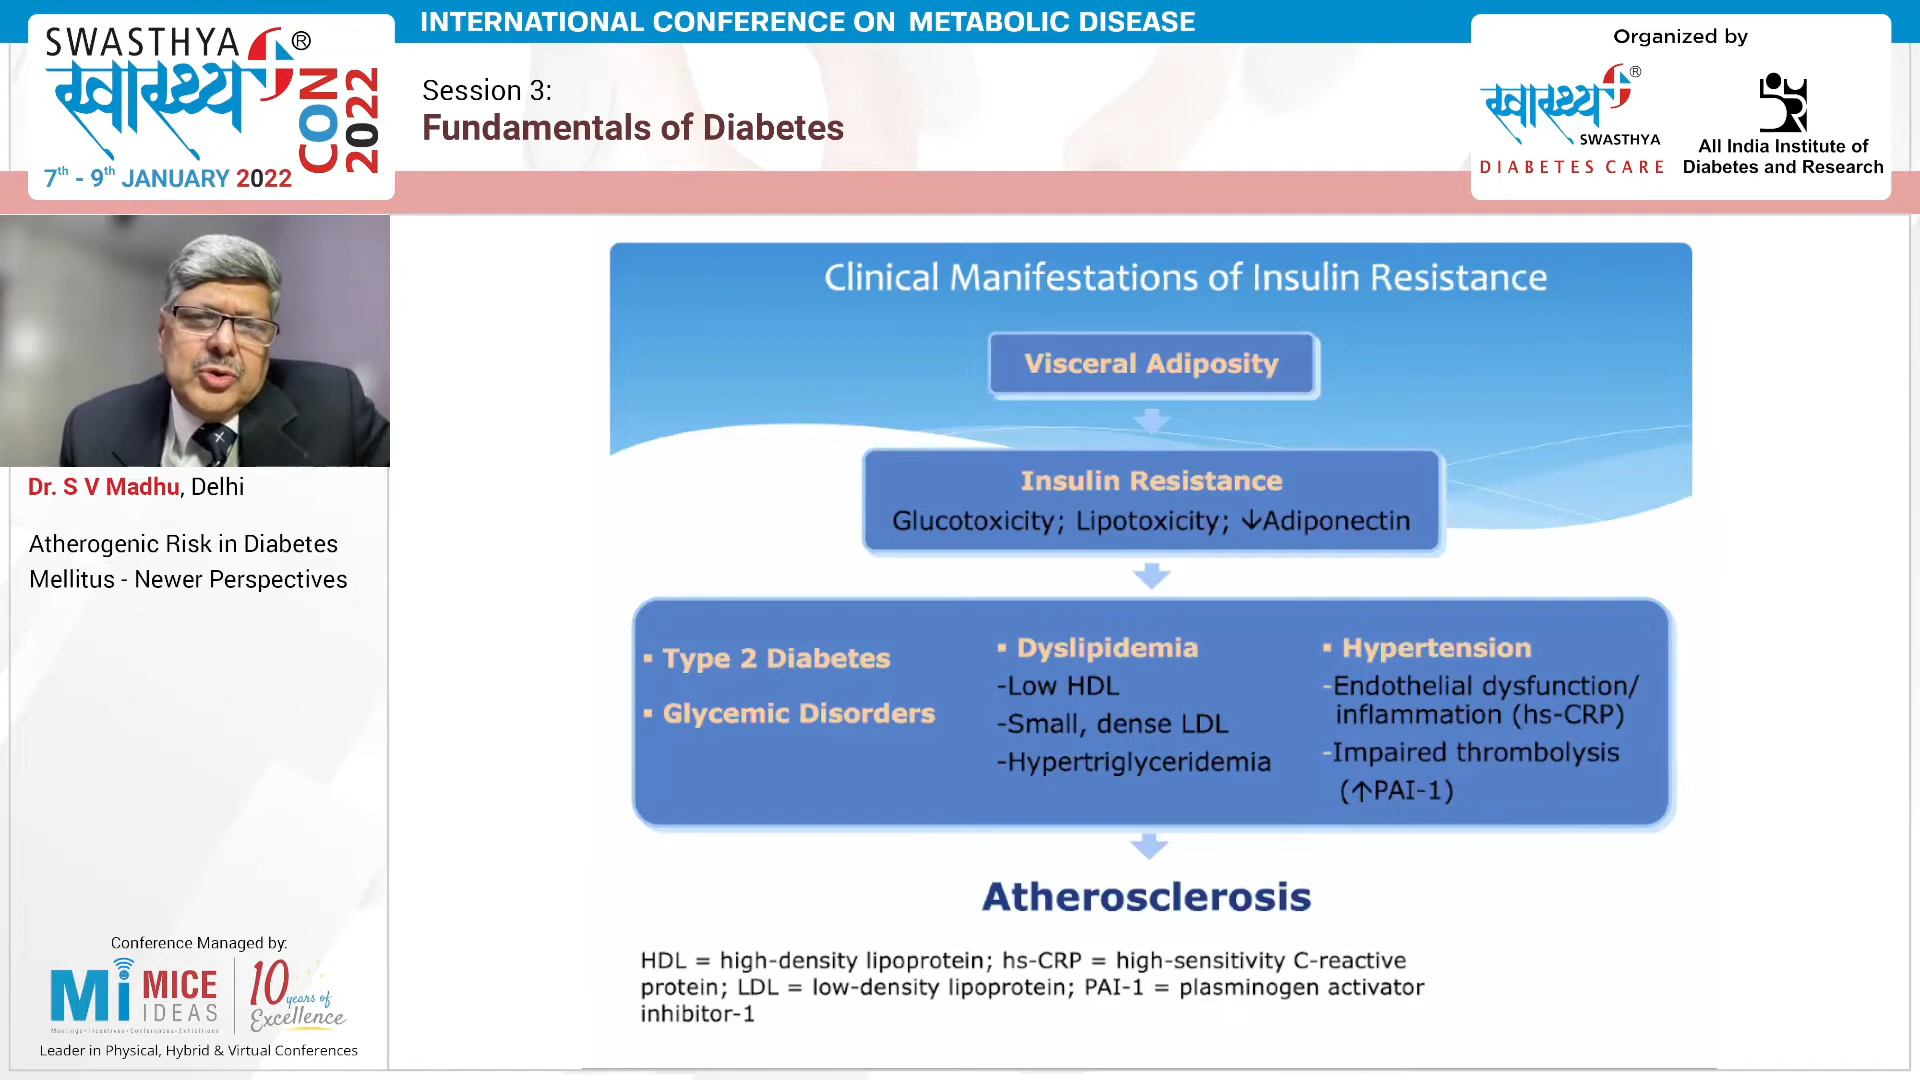 INTERNATIONAL CONFERENCE ON METABOLIC DISEASE
SWASTHYA
®
स्वास्थ्य
CON
2022
7th - 9th JANUARY 2022
Session 3:
Fundamentals of Diabetes
Organized by
स्वास्थ्य
®
SWASTHYA
DIABETES CARE
All India Institute of
Diabetes and Research
Dr. S V Madhu, Delhi
Atherogenic Risk in Diabetes
Mellitus - Newer Perspectives
Clinical Manifestations of Insulin Resistance
Visceral Adiposity
Insulin Resistance
Glucotoxicity; Lipotoxicity; ↓Adiponectin
▪ Type 2 Diabetes
▪ Glycemic Disorders
▪ Dyslipidemia
-Low HDL
-Small, dense LDL
-Hypertriglyceridemia
▪ Hypertension
-Endothelial dysfunction/
inflammation (hs-CRP)
-Impaired thrombolysis
(↑PAI-1)
Atherosclerosis
HDL = high-density lipoprotein; hs-CRP = high-sensitivity C-reactive
protein; LDL = low-density lipoprotein; PAI-1 = plasminogen activator
inhibitor-1
Conference Managed by:
Mi MICE
IDEAS
Meetings • Incentives • Conferences • Exhibitions
10
years of
Excellence
Leader in Physical, Hybrid & Virtual Conferences